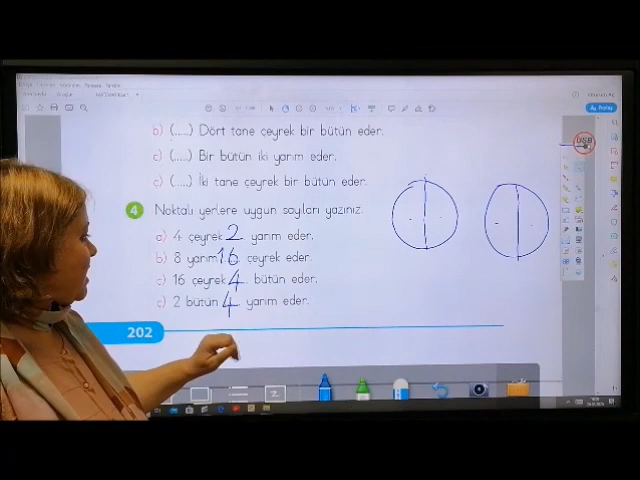 b) (....) Dört tane çeyrek bir bütün eder.
c) (....) Bir bütün iki yarım eder.
ç) (....) İki tane çeyrek bir bütün eder.
4 Noktalı yerlere uygun sayıları yazınız.
a) 4 çeyrek 2 yarım eder.
b) 8 yarım 16 çeyrek eder.
c) 16 çeyrek 4 bütün eder.
ç) 2 bütün 4 yarım eder.
202